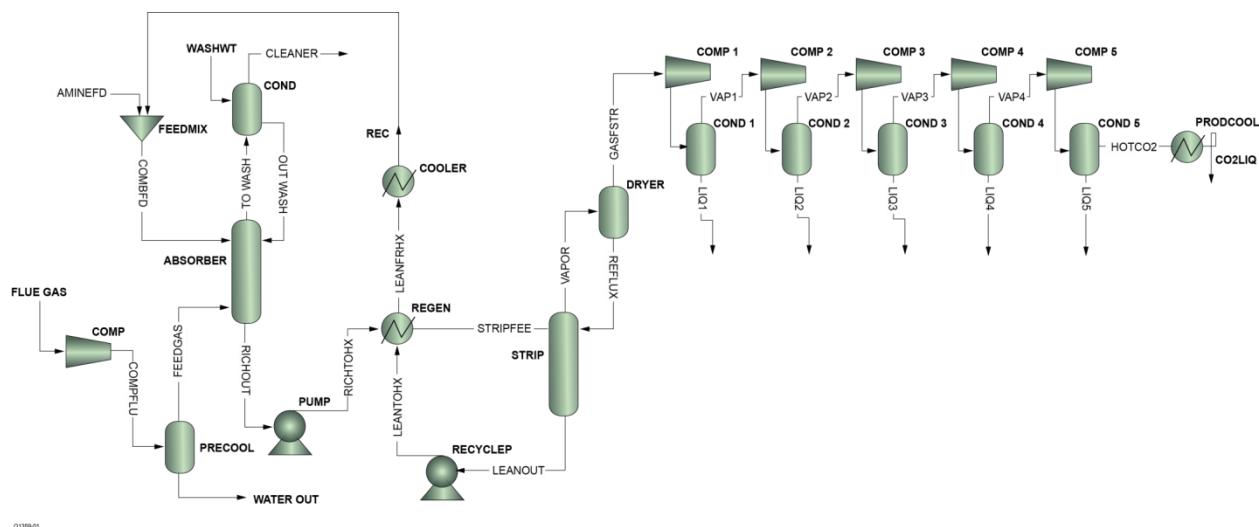 COMP 1
COMP 2
COMP 3
COMP 4
COMP 5
WASHWT
CLEANER
COND
AMINEFD
FEEDMIX
REC
COOLER
GASFSTR
VAP1
VAP2
VAP3
VAP4
COND 1
COND 2
COND 3
COND 4
COND 5
HOTCO2
PRODCOOL
CO2LIQ
COMBFD
TO WASH
OUT WASH
DRYER
LIQ1
LIQ2
LIQ3
LIQ4
LIQ5
ABSORBER
LEANFRHX
VAPOR
REFLUX
FLUE GAS
COMP
FEEDGAS
REGEN
STRIPFEE
STRIP
COMPFLU
RICHOUT
PUMP
RICHTOHX
LEANTOHX
PRECOOL
RECYCLEP
LEANOUT
WATER OUT